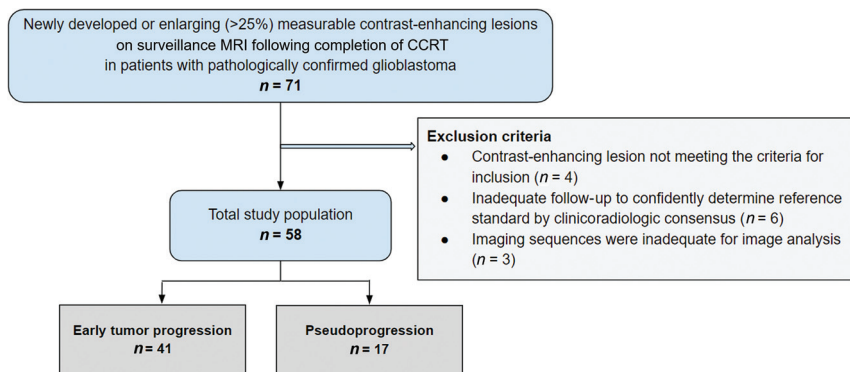 Newly developed or enlarging (>25%) measurable contrast-enhancing lesions
on surveillance MRI following completion of CCRT
in patients with pathologically confirmed glioblastoma
n = 71
Exclusion criteria
● Contrast-enhancing lesion not meeting the criteria for
inclusion (n = 4)
● Inadequate follow-up to confidently determine reference
standard by clinicoradiologic consensus (n = 6)
● Imaging sequences were inadequate for image analysis
(n = 3)
Total study population
n = 58
Early tumor progression
n = 41
Pseudoprogression
n = 17